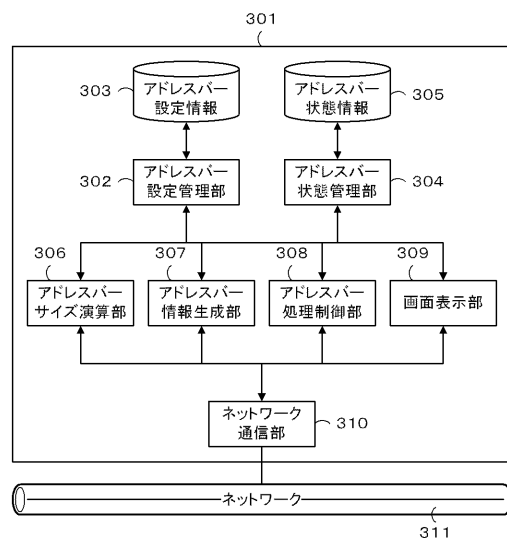 301
303
アドレスバー
設定情報
アドレスバー
状態情報
305
302
アドレスバー
設定管理部
アドレスバー
状態管理部
304
306
307
308
309
アドレスバー
サイズ演算部
アドレスバー
情報生成部
アドレスバー
処理制御部
画面表示部
ネットワーク
通信部
310
ネットワーク
311